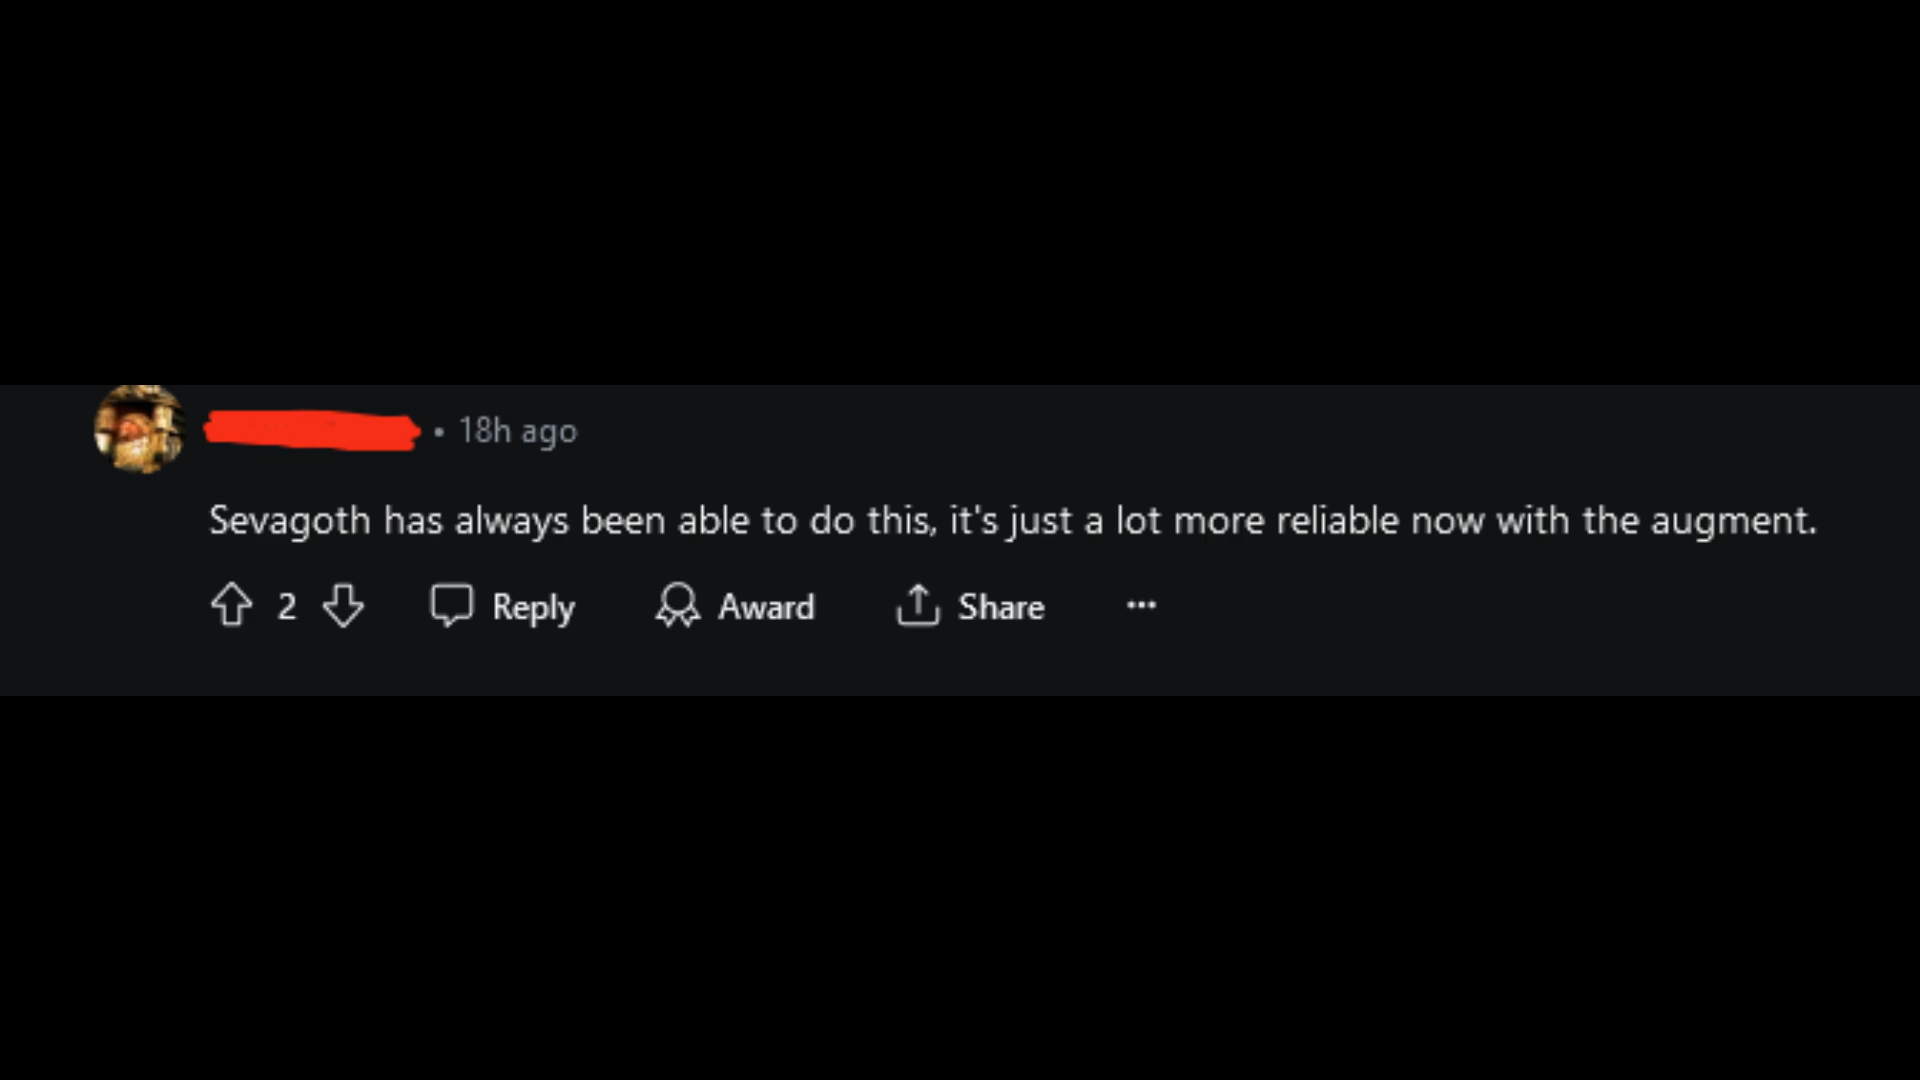 • 18h ago
Sevagoth has always been able to do this, it's just a lot more reliable now with the augment.
2 Reply Award Share ...